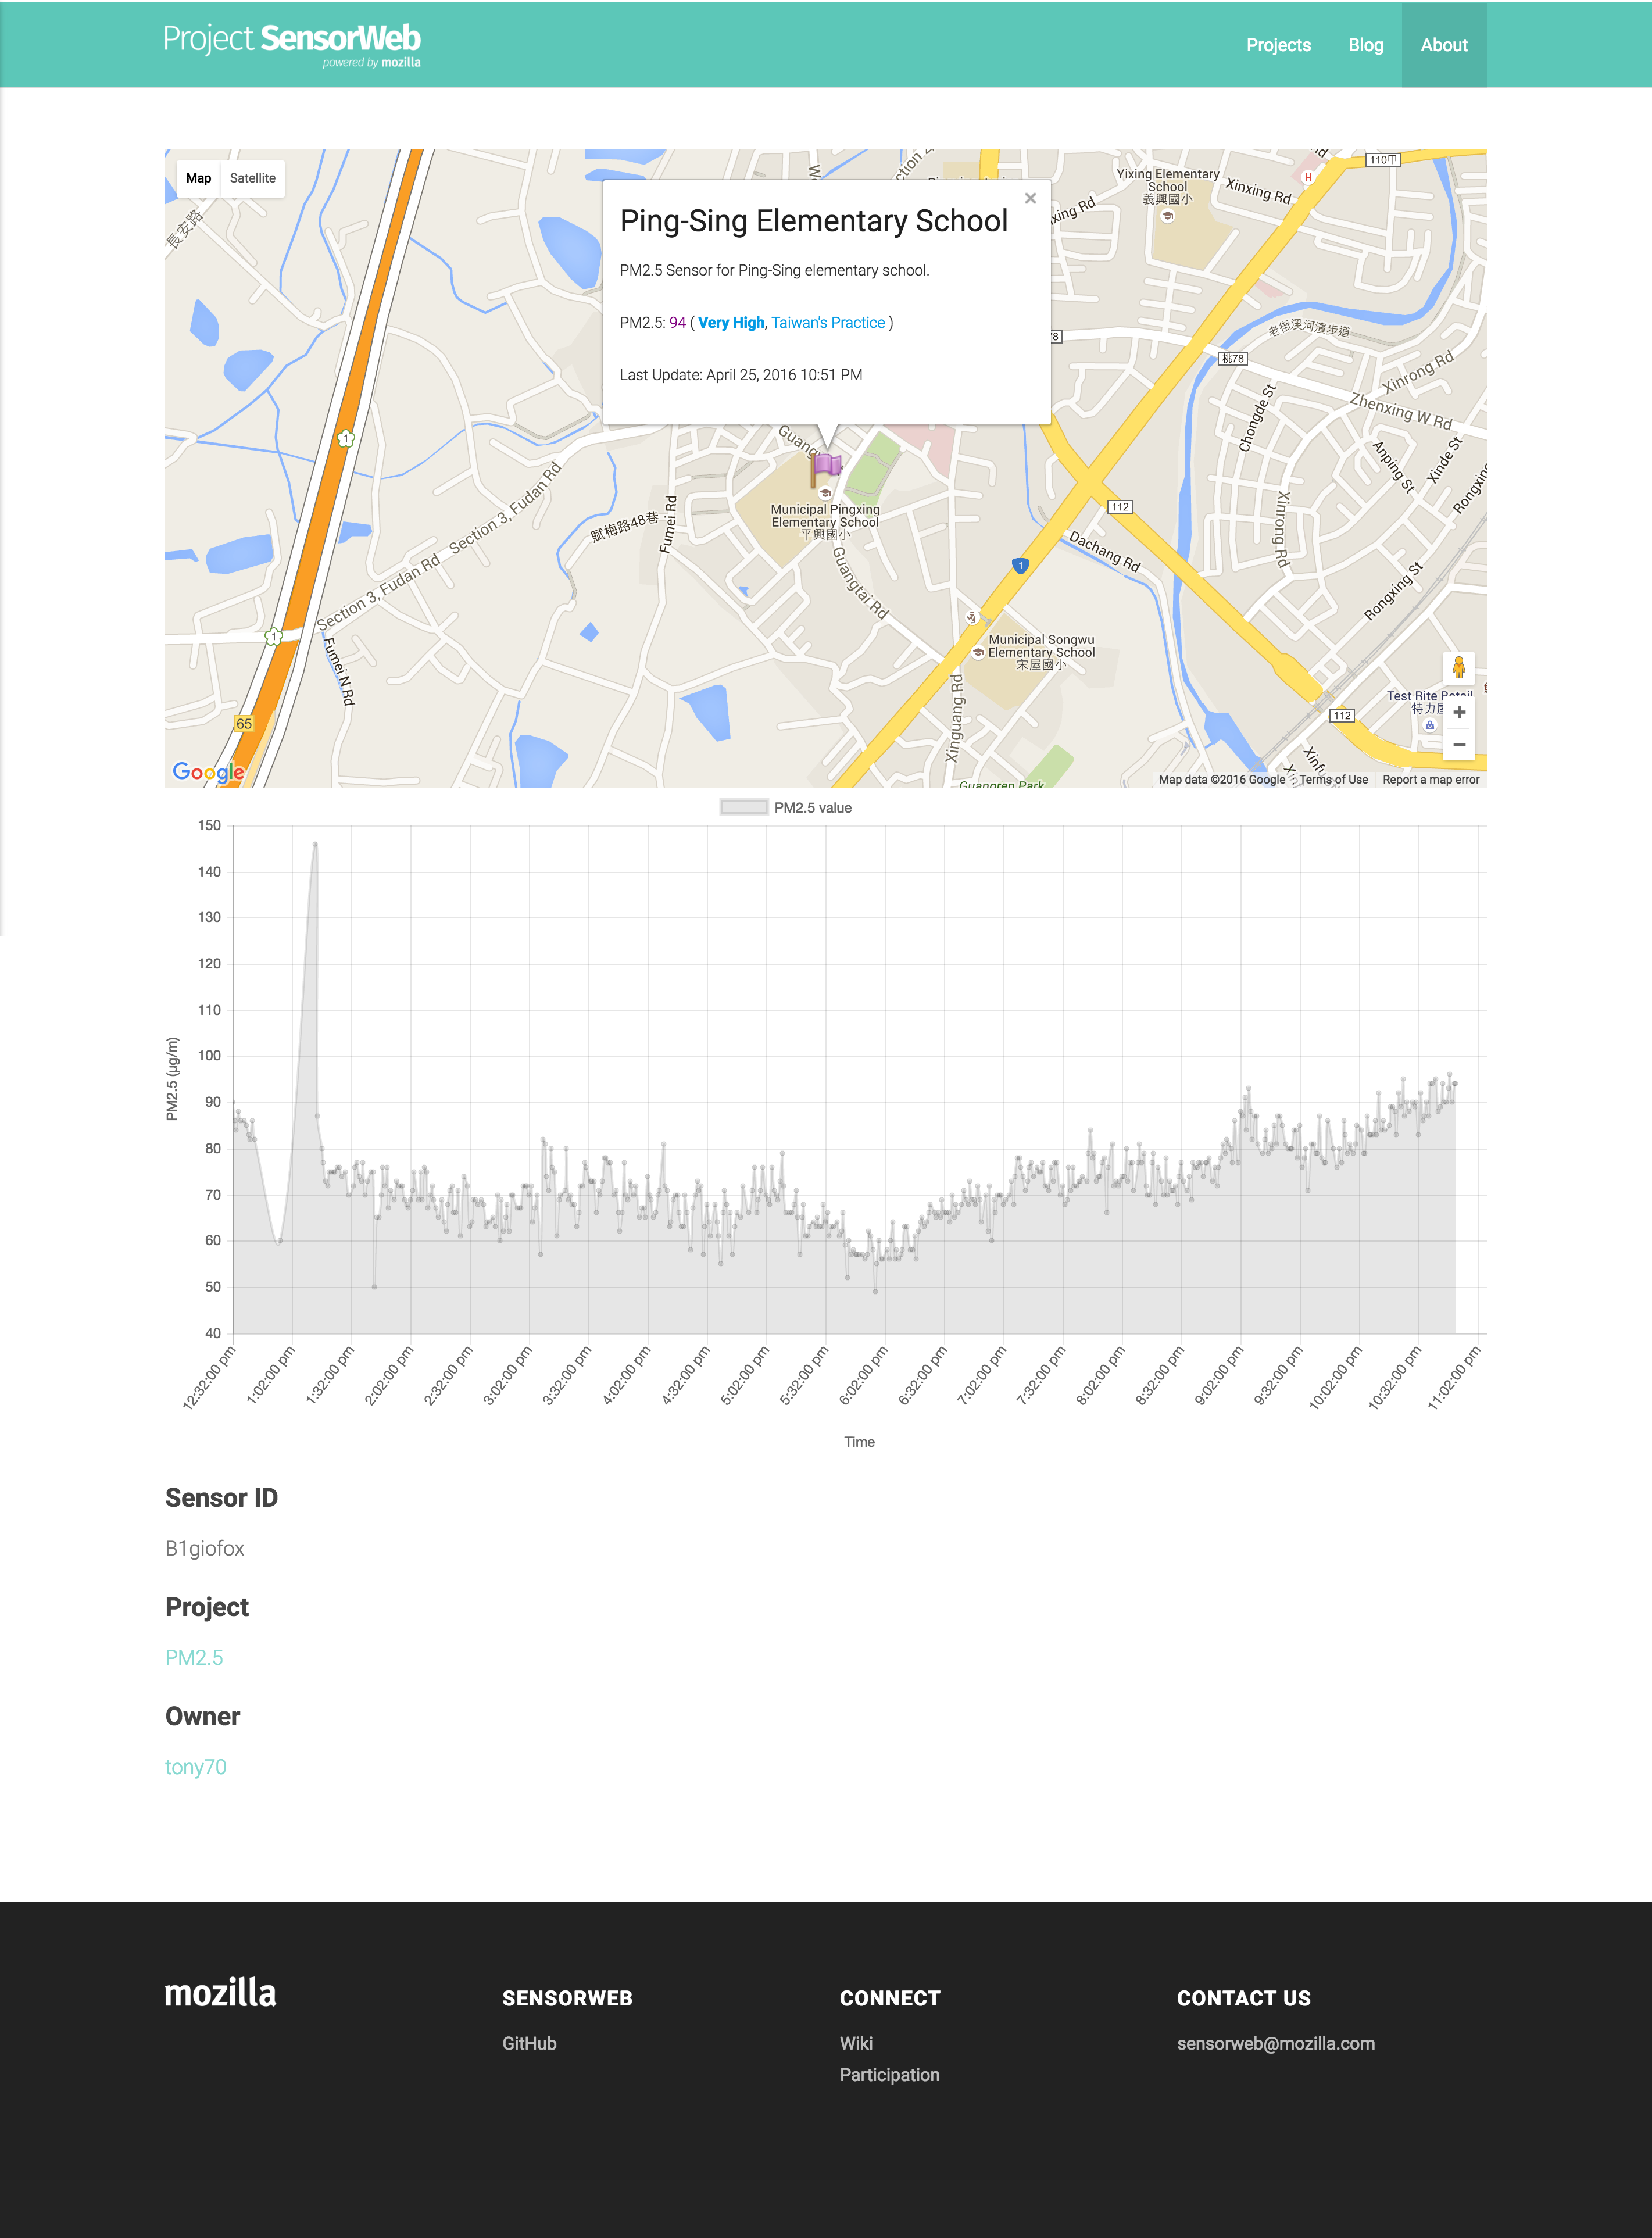 Project SensorWeb
powered by mozilla
Projects
Blog
About
Map
Satellite
長安路
Yixing Elementary
School
義興國小
Xinxing Rd
110甲
H
Ping-Sing Elementary School
PM2.5 Sensor for Ping-Sing elementary school.
PM2.5: 94 ( Very High, Taiwan's Practice )
Last Update: April 25, 2016 10:51 PM
老街溪河濱步道
桃78
Xinrong Rd
Zhenxing W Rd
Chongde St
Anping St
Xinde St
1
Section 3, Fudan Rd
Section 3, Fudan Rd
賦梅路48巷
Fumei Rd
Municipal Pingxing
Elementary School
平興國小
Guangtai Rd
112
Dachang Rd
Xinrong Rd
1
Rongxing St
1
Fumei N Rd
Municipal Songwu
Elementary School
宋屋國小
Xinguang Rd
65
112
Google
Guangren Park
Map data ©2016 Google
Terms of Use
Report a map error
PM2.5 value
150
140
130
120
110
100
90
80
70
60
50
40
PM2.5 (µg/m)
12:32:00 pm
1:02:00 pm
1:32:00 pm
2:02:00 pm
2:32:00 pm
3:02:00 pm
3:32:00 pm
4:02:00 pm
4:32:00 pm
5:02:00 pm
5:32:00 pm
6:02:00 pm
6:32:00 pm
7:02:00 pm
7:32:00 pm
8:02:00 pm
8:32:00 pm
9:02:00 pm
9:32:00 pm
10:02:00 pm
10:32:00 pm
11:02:00 pm
Time
Sensor ID
B1giofox
Project
PM2.5
Owner
tony70
mozilla
SENSORWEB
GitHub
CONNECT
Wiki
Participation
CONTACT US
sensorweb@mozilla.com